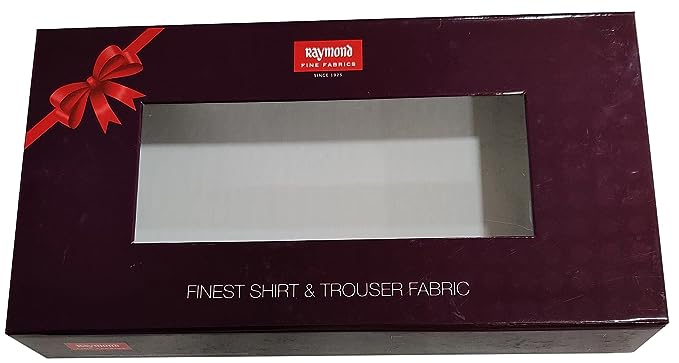 Raymond
FINE FABRICS
SINCE 1925
FINEST SHIRT & TROUSER FABRIC
Raymond